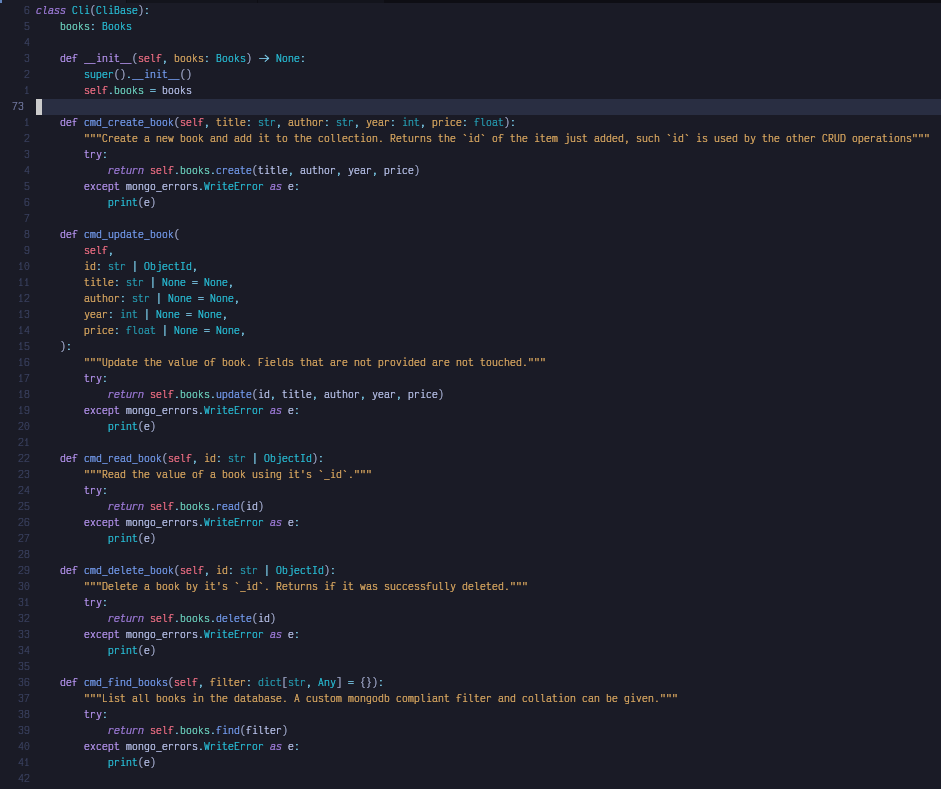 6 class Cli(CliBase):
5     books: Books
4
3     def __init__(self, books: Books) -> None:
2         super().__init__()
1         self.books = books
73
1     def cmd_create_book(self, title: str, author: str, year: int, price: float):
2         """Create a new book and add it to the collection. Returns the `id` of the item just added, such `id` is used by the other CRUD operations"""
3         try:
4             return self.books.create(title, author, year, price)
5         except mongo_errors.WriteError as e:
6             print(e)
7
8     def cmd_update_book(
9         self,
10         id: str | ObjectId,
11         title: str | None = None,
12         author: str | None = None,
13         year: int | None = None,
14         price: float | None = None,
15     ):
16         """Update the value of book. Fields that are not provided are not touched."""
17         try:
18             return self.books.update(id, title, author, year, price)
19         except mongo_errors.WriteError as e:
20             print(e)
21
22     def cmd_read_book(self, id: str | ObjectId):
23         """Read the value of a book using it's `_id`."""
24         try:
25             return self.books.read(id)
26         except mongo_errors.WriteError as e:
27             print(e)
28
29     def cmd_delete_book(self, id: str | ObjectId):
30         """Delete a book by it's `_id`. Returns if it was successfully deleted."""
31         try:
32             return self.books.delete(id)
33         except mongo_errors.WriteError as e:
34             print(e)
35
36     def cmd_find_books(self, filter: dict[str, Any] = {}):
37         """List all books in the database. A custom mongodb compliant filter and collation can be given."""
38         try:
39             return self.books.find(filter)
40         except mongo_errors.WriteError as e:
41             print(e)
42